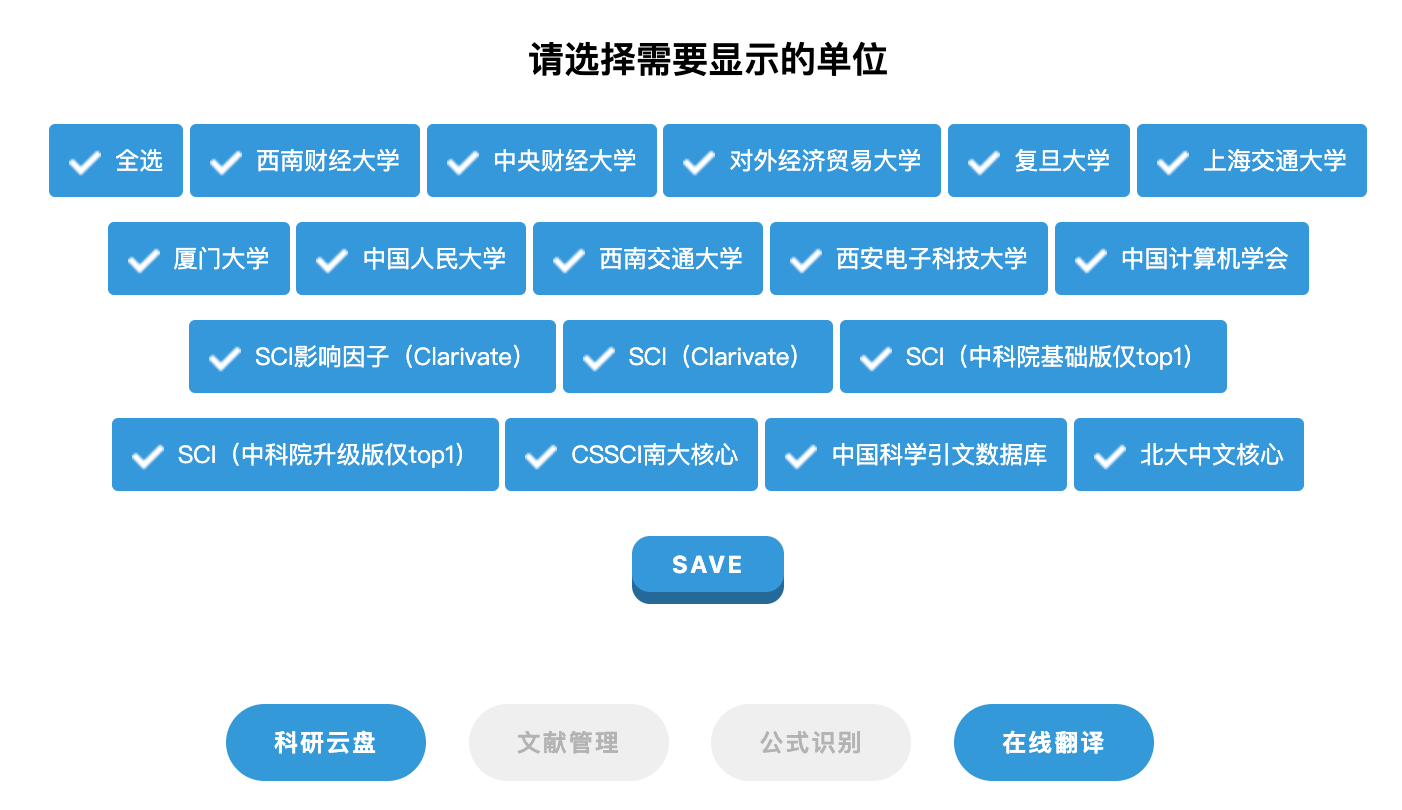 请选择需要显示的单位
全选 西南财经大学 中央财经大学 对外经济贸易大学 复旦大学 上海交通大学
厦门大学 中国人民大学 西南交通大学 西安电子科技大学 中国计算机学会
SCI影响因子（Clarivate） SCI（Clarivate） SCI（中科院基础版仅top1）
SCI（中科院升级版仅top1） CSSCI南大核心 中国科学引文数据库 北大中文核心
SAVE
科研云盘 文献管理 公式识别 在线翻译